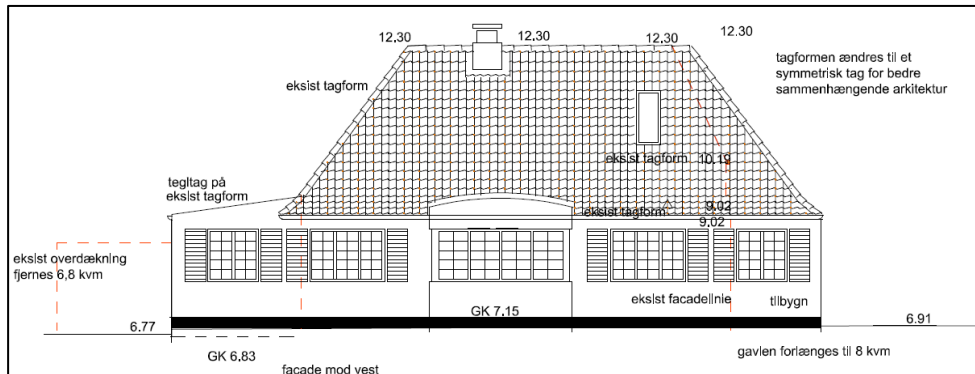 12.30
12.30
12.30
12.30
tagformen ændres til et
symmetrisk tag for bedre
sammenhængende arkitektur
eksist tagform
eksist tagform
10.19
tegltag på
eksist tagform
eksist tagform
9.02
9.02
eksist overdækning
fjernes 6,8 kvm
eksist facadelinie
tilbygn
GK 7.15
6.77
6.91
GK 6,83
gavlen forlænges til 8 kvm
facade mod vest